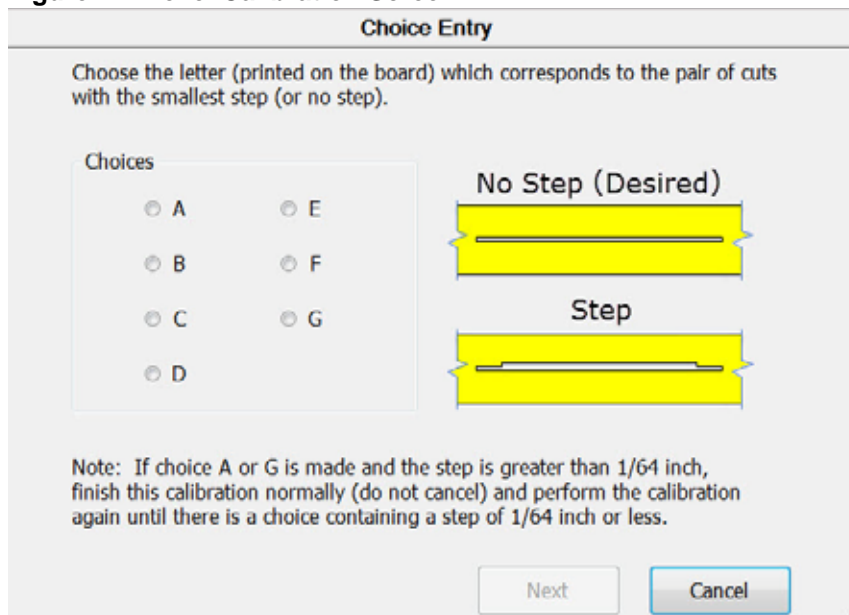 Choice Entry
Choose the letter (printed on the board) which corresponds to the pair of cuts
with the smallest step (or no step).
Choices
A
E
B
F
C
G
D
No Step (Desired)
Step
Note: If choice A or G is made and the step is greater than 1/64 inch,
finish this calibration normally (do not cancel) and perform the calibration
again until there is a choice containing a step of 1/64 inch or less.
Next
Cancel